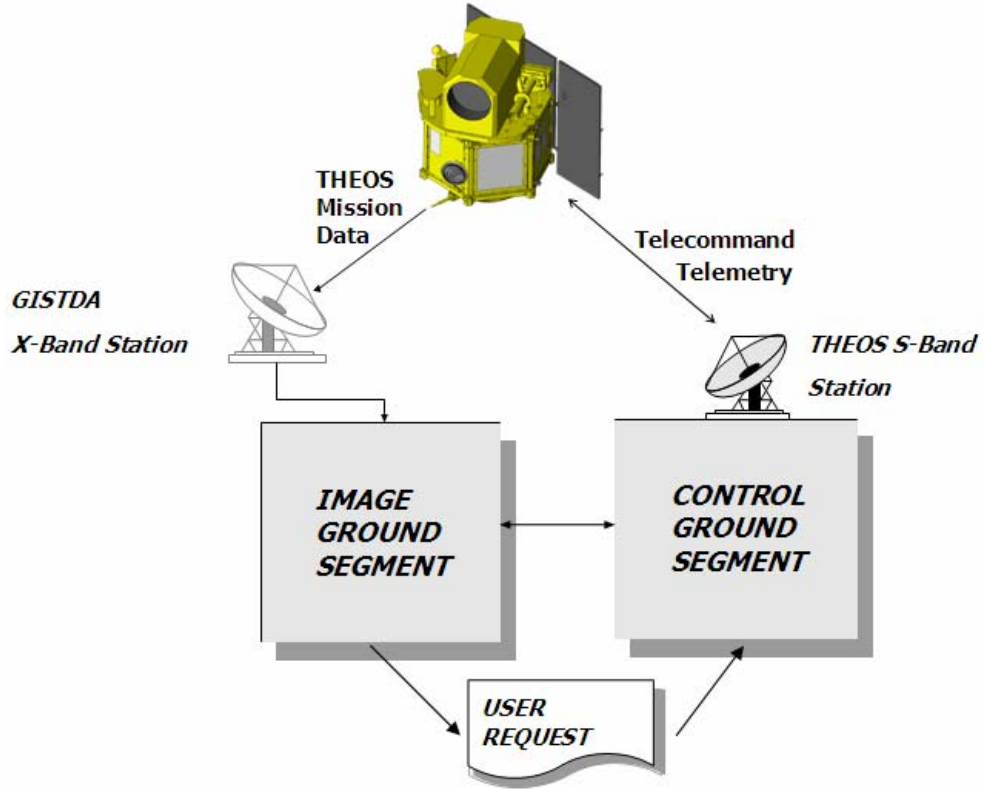 THEOS
Mission
Data
Telecommand
Telemetry
GISTDA
X-Band Station
THEOS S-Band
Station
IMAGE
GROUND
SEGMENT
CONTROL
GROUND
SEGMENT
USER
REQUEST